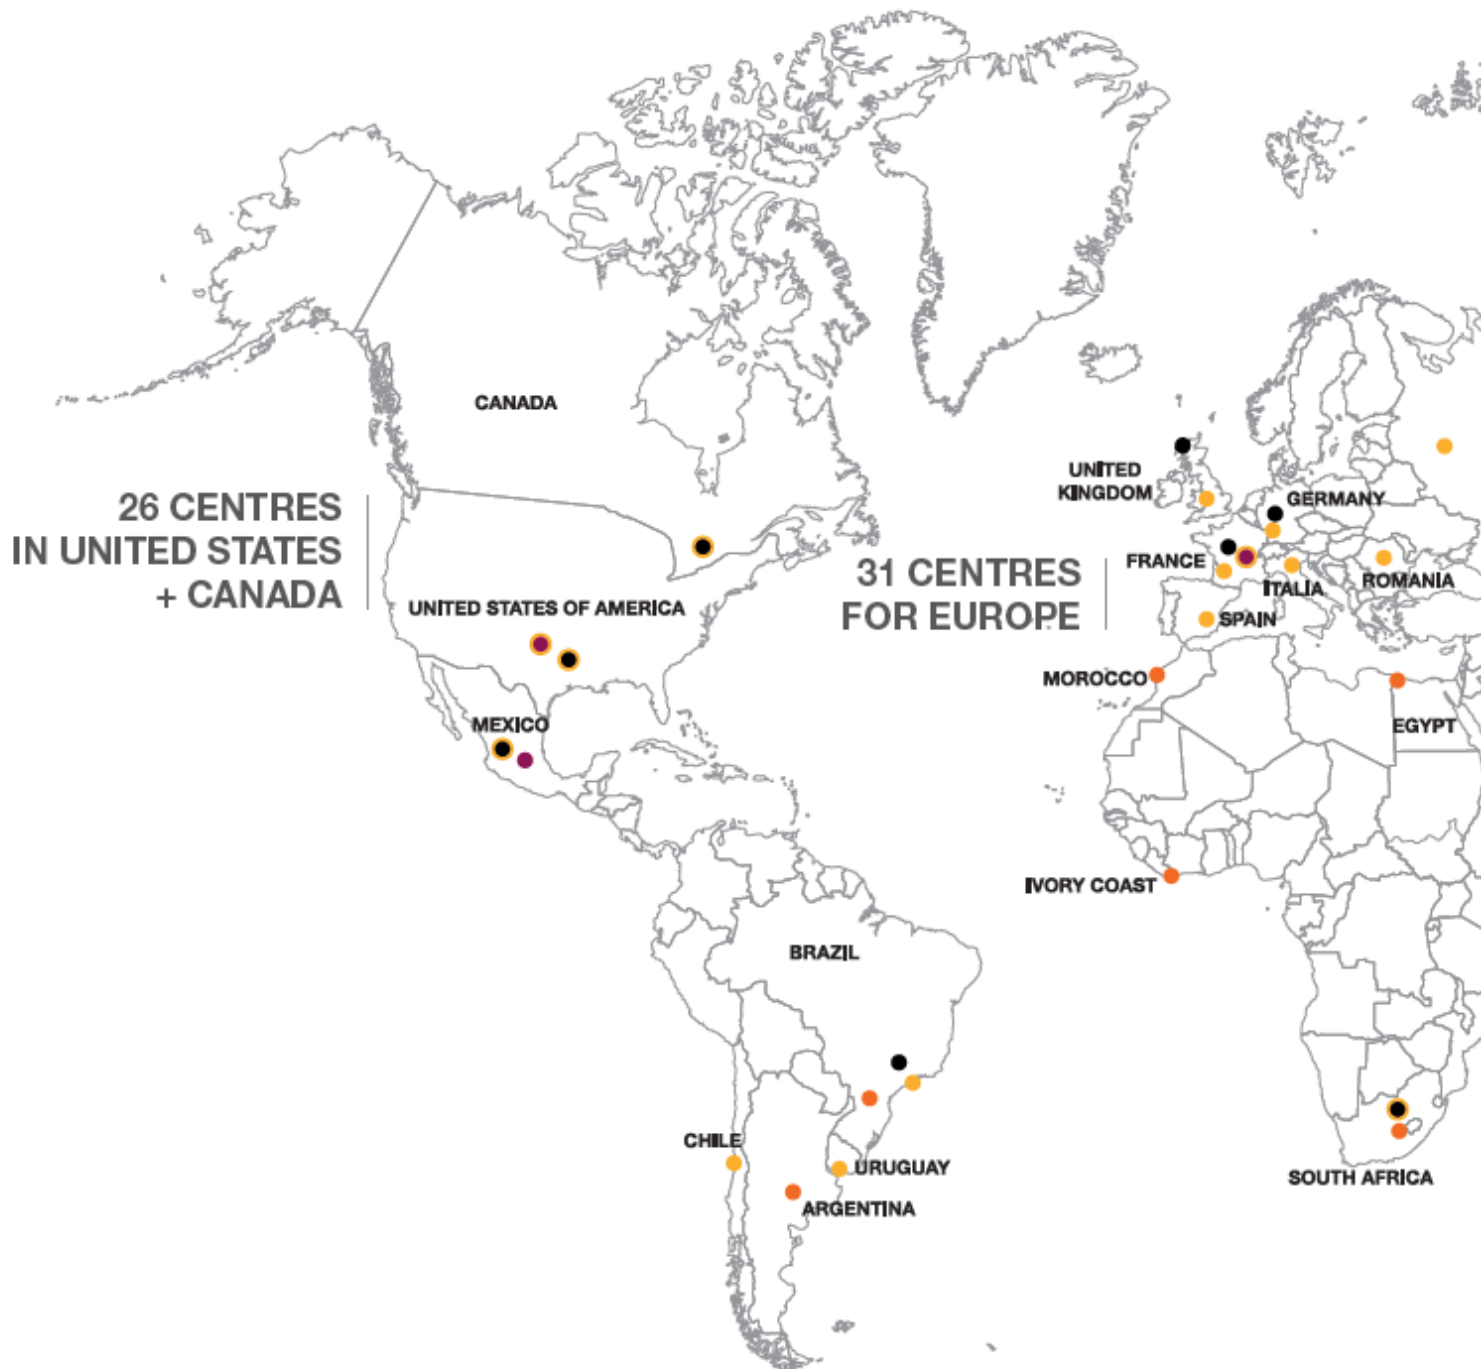 CANADA
26 CENTRES
IN UNITED STATES
+ CANADA
UNITED STATES OF AMERICA
MEXICO
UNITED
KINGDOM
GERMANY
31 CENTRES
FOR EUROPE
FRANCE
ITALIA
ROMANIA
SPAIN
MOROCCO
EGYPT
IVORY COAST
BRAZIL
CHILE
URUGUAY
ARGENTINA
SOUTH AFRICA